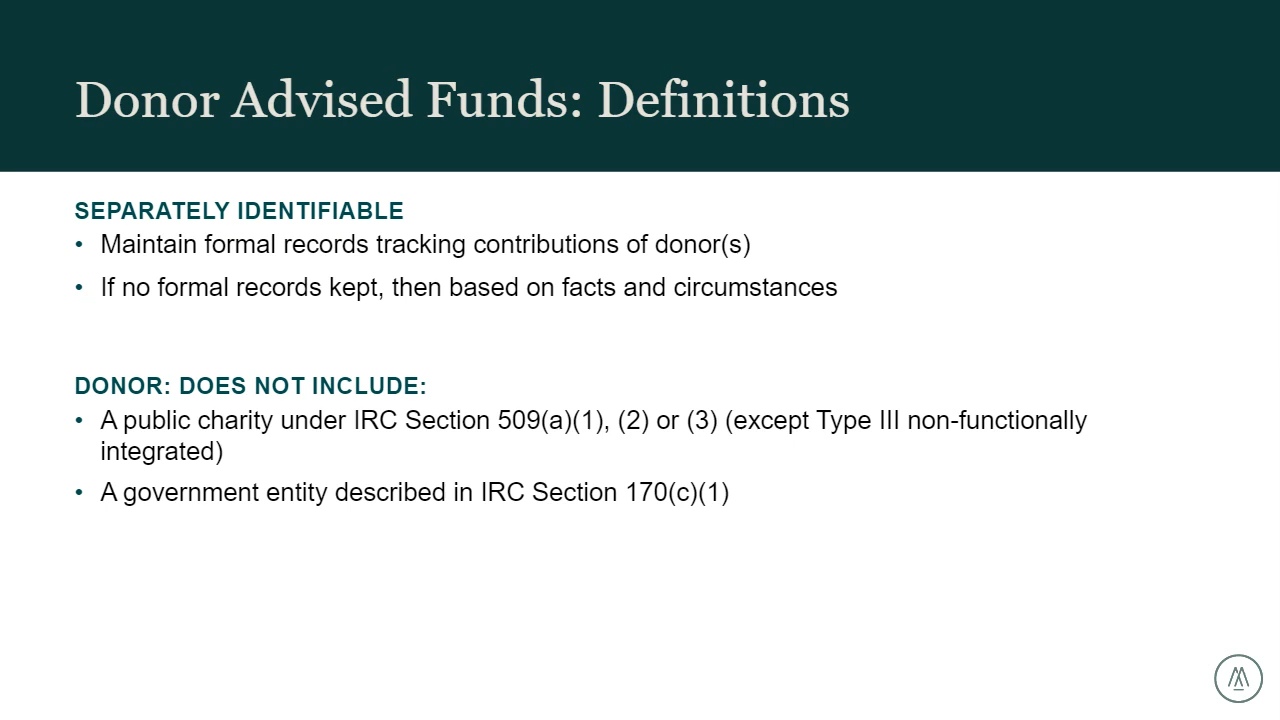 Donor Advised Funds: Definitions
SEPARATELY IDENTIFIABLE
• Maintain formal records tracking contributions of donor(s)
• If no formal records kept, then based on facts and circumstances
DONOR: DOES NOT INCLUDE:
• A public charity under IRC Section 509(a)(1), (2) or (3) (except Type III non-functionally
integrated)
• A government entity described in IRC Section 170(c)(1)